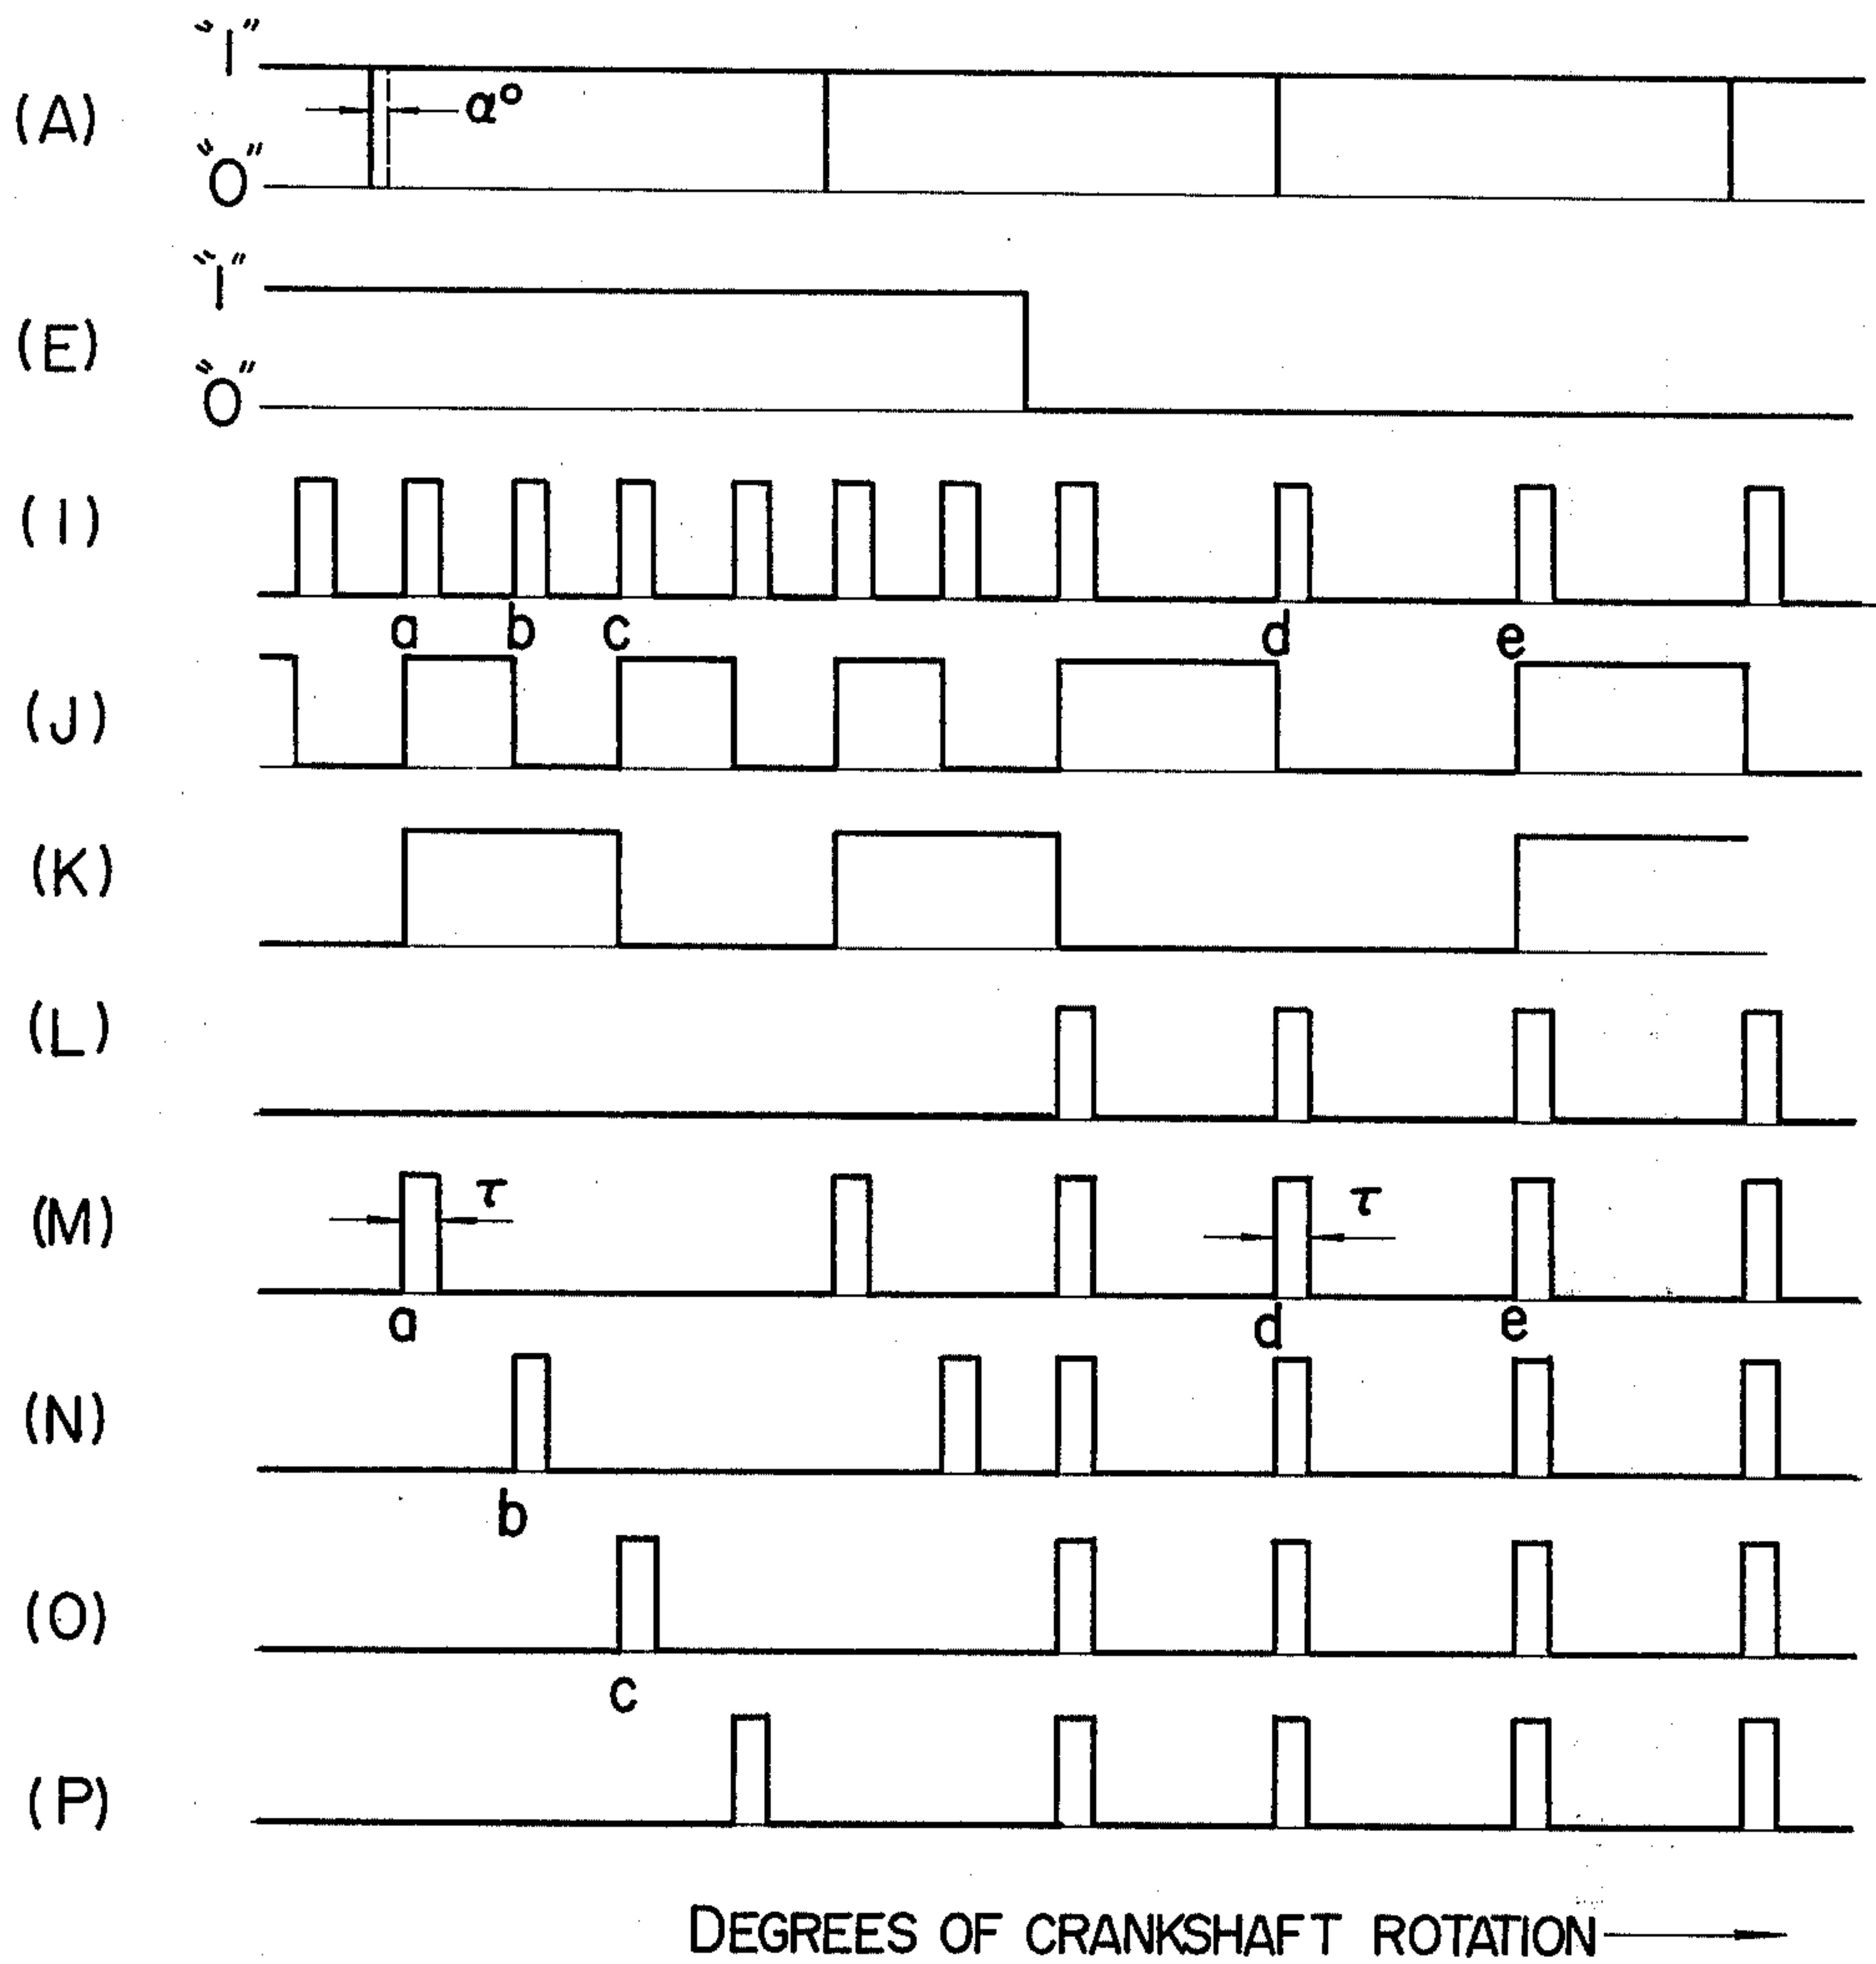 "1"
(A)
α°
"0"
"1"
(E)
"0"
(I)
a b c d e
(J)
(K)
(L)
(M)
τ τ
a d e
(N)
b
(O)
c
(P)
DEGREES OF CRANKSHAFT ROTATION